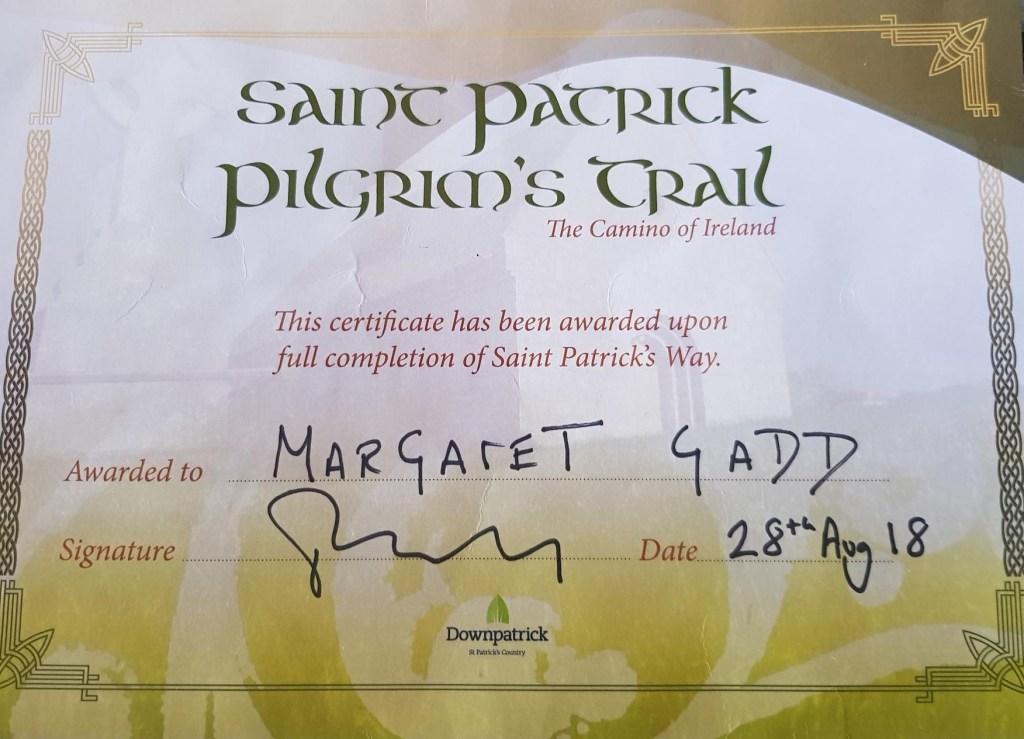 Saint Patrick
Pilgrim's Trail
The Camino of Ireland
This certificate has been awarded upon
full completion of Saint Patrick's Way.
Awarded to MARGARET GADD
Signature Date 28th Aug 18
Downpatrick
St Patrick's Country